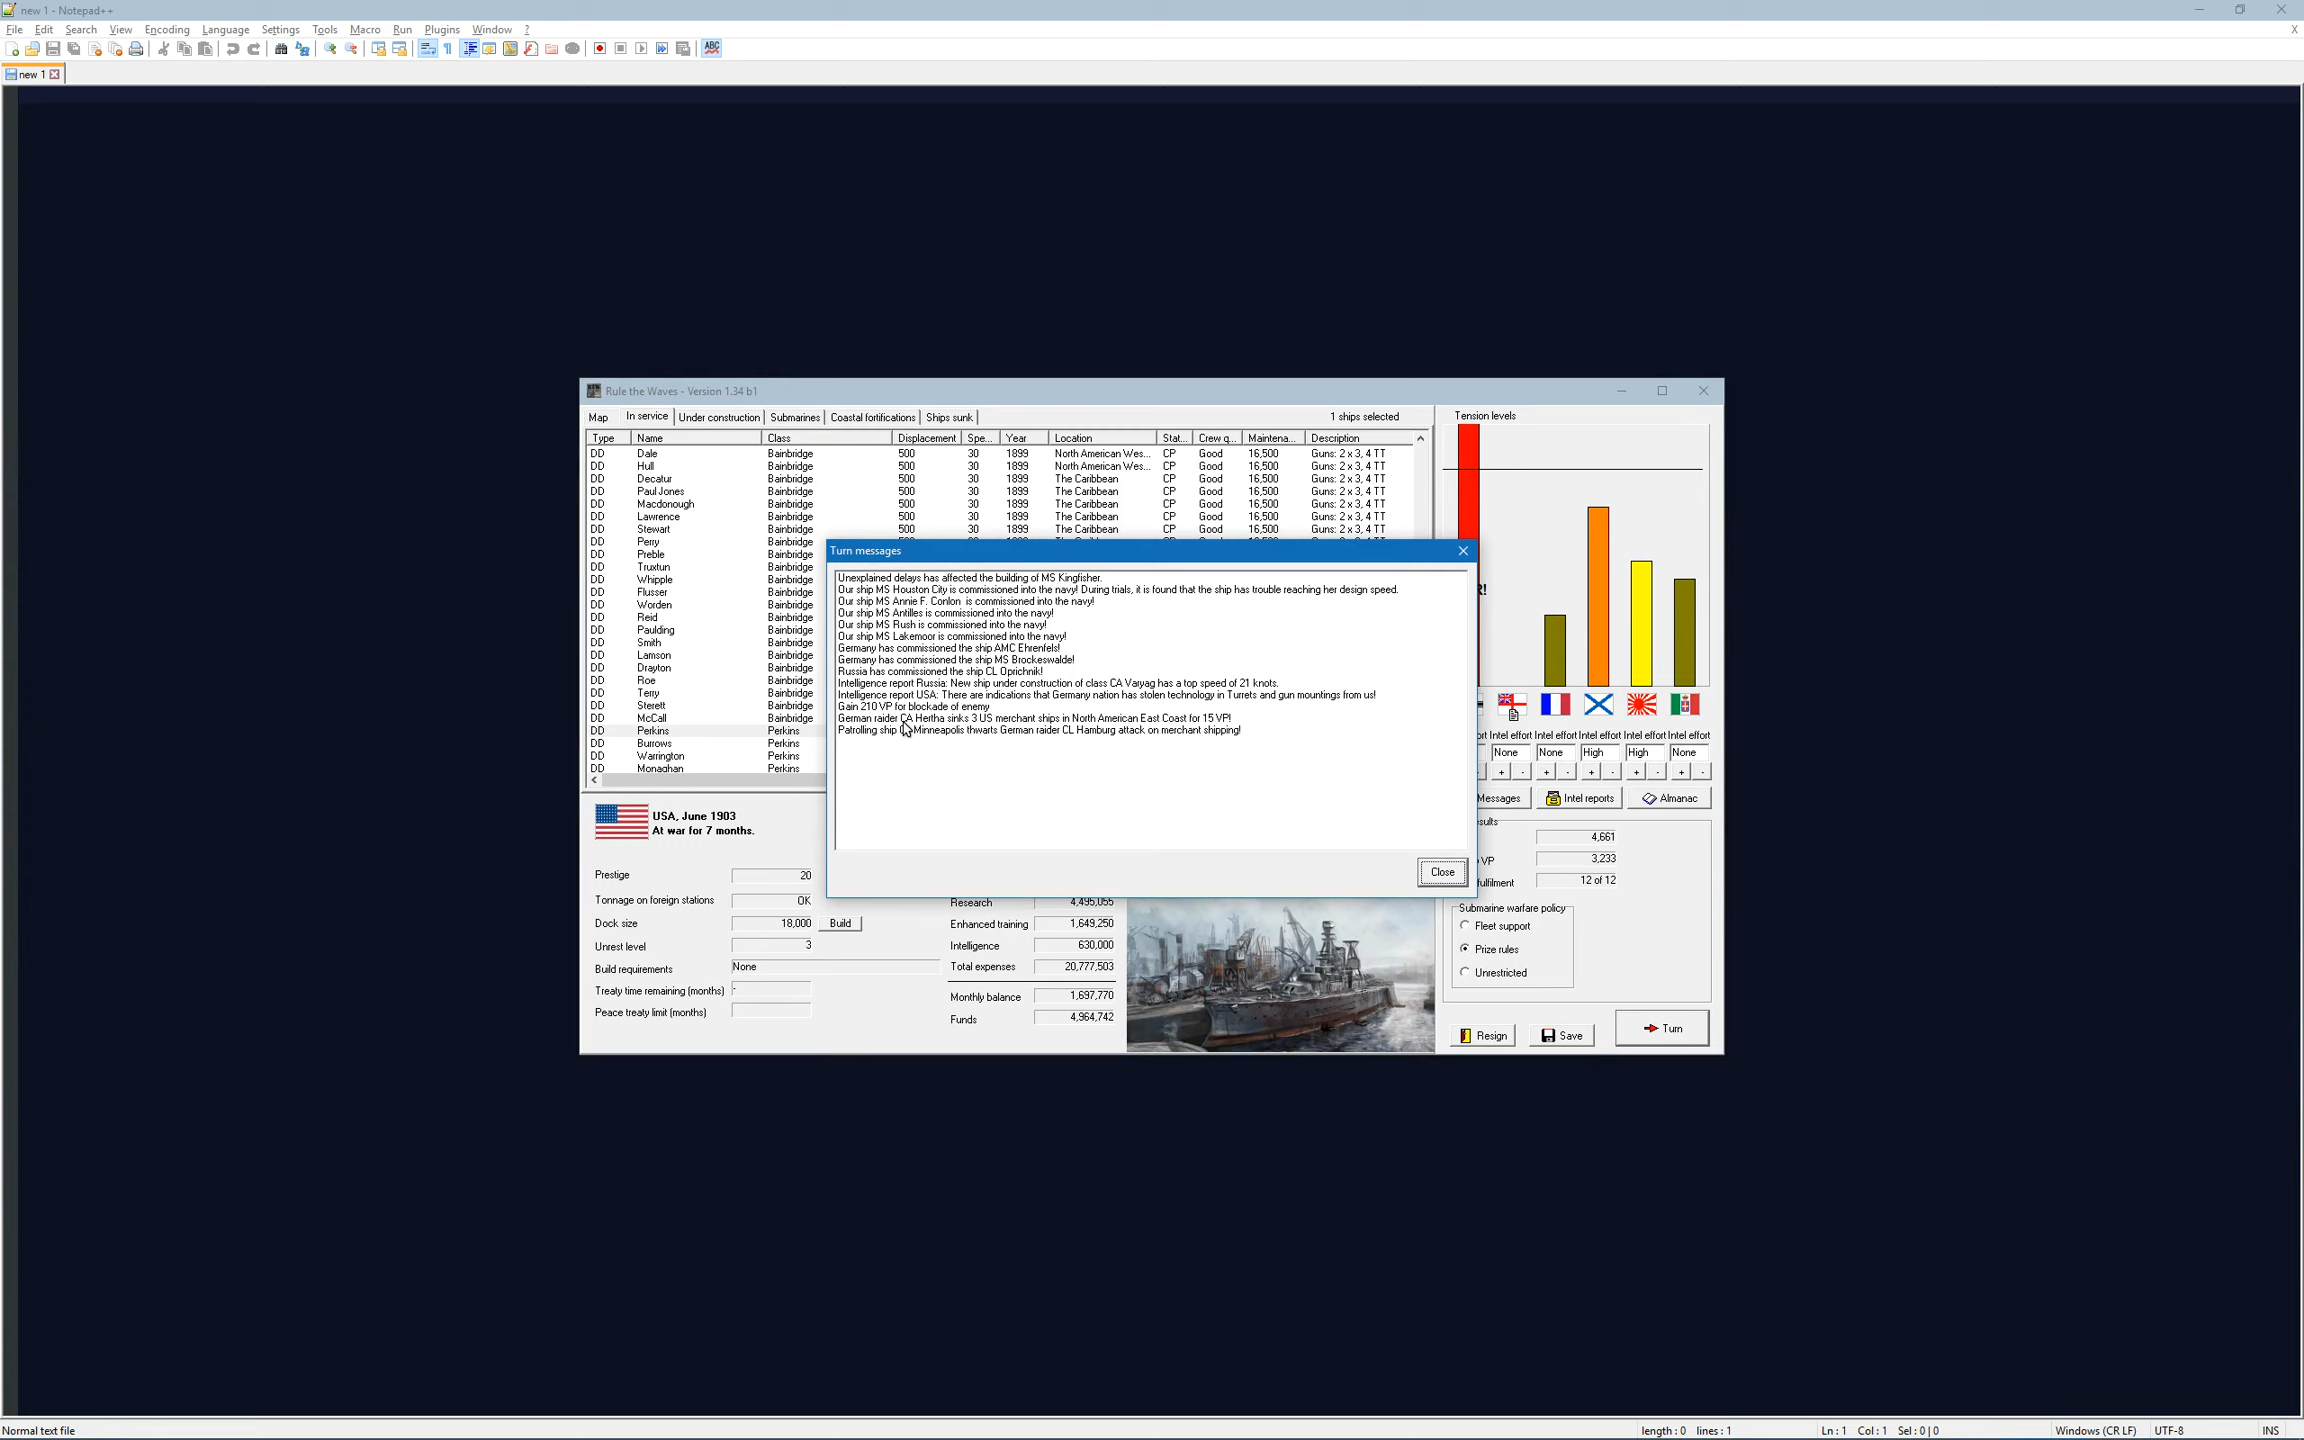 new 1 - Notepad++
File Edit Search View Encoding Language Settings Tools Macro Run Plugins Window ? X
ABC
new 1
Rule the Waves - Version 1.34 b1
Map In service Under construction Submarines Coastal fortifications Ships sunk 1 ships selected Tension levels
Type Name Class Displacement Spe... Year Location Stat... Crew q... Maintena... Description
DD Dale Bainbridge 500 30 1899 North American Wes... CP Good 16,500 Guns: 2 x 3, 4 TT
DD Hull Bainbridge 500 30 1899 North American Wes... CP Good 16,500 Guns: 2 x 3, 4 TT
DD Decatur Bainbridge 500 30 1899 The Caribbean CP Good 16,500 Guns: 2 x 3, 4 TT
DD Paul Jones Bainbridge 500 30 1899 The Caribbean CP Good 16,500 Guns: 2 x 3, 4 TT
DD Macdonough Bainbridge 500 30 1899 The Caribbean CP Good 16,500 Guns: 2 x 3, 4 TT
DD Lawrence Bainbridge 500 30 1899 The Caribbean CP Good 16,500 Guns: 2 x 3, 4 TT
DD Stewart Bainbridge 500 30 1899 The Caribbean CP Good 16,500 Guns: 2 x 3, 4 TT
DD Perry Bainbridge
DD Preble Bainbridge
DD Truxtun Bainbridge
DD Whipple Bainbridge
DD Flusser Bainbridge
DD Worden Bainbridge
DD Reid Bainbridge
DD Paulding Bainbridge
DD Smith Bainbridge
DD Lamson Bainbridge
DD Drayton Bainbridge
DD Roe Bainbridge
DD Terry Bainbridge
DD Sterett Bainbridge
DD McCall Bainbridge
DD Perkins Perkins
DD Burrows Perkins
DD Warrington Perkins
DD Monaghan Perkins
Turn messages
Unexplained delays has affected the building of MS Kingfisher.
Our ship MS Houston City is commissioned into the navy! During trials, it is found that the ship has trouble reaching her design speed.
Our ship MS Annie F. Conlon is commissioned into the navy!
Our ship MS Antilles is commissioned into the navy!
Our ship MS Rush is commissioned into the navy!
Our ship MS Lakemoor is commissioned into the navy!
Germany has commissioned the ship AMC Ehrenfels!
Germany has commissioned the ship MS Brockeswalde!
Russia has commissioned the ship CL Oprichnik!
Intelligence report Russia: New ship under construction of class CA Varyag has a top speed of 21 knots.
Intelligence report USA: There are indications that Germany nation has stolen technology in Turrets and gun mountings from us!
Gain 210 VP for blockade of enemy
German raider CA Hertha sinks 3 US merchant ships in North American East Coast for 15 VP!
Patrolling ship Minneapolis thwarts German raider CL Hamburg attack on merchant shipping!
Close
R!
Intel effort Intel effort Intel effort Intel effort Intel effort
None None High High None
+ - + - + - + - + -
Messages Intel reports Almanac
USA, June 1903
At war for 7 months.
4,661
VP 3,233
ulfilment 12 of 12
Prestige 20
Tonnage on foreign stations OK
Dock size 18,000 Build
Unrest level 3
Build requirements None
Treaty time remaining (months) -
Peace treaty limit (months)
Research 4,495,055
Enhanced training 1,649,250
Intelligence 630,000
Total expenses 20,777,503
Monthly balance 1,697,770
Funds 4,964,742
Submarine warfare policy
Fleet support
Prize rules
Unrestricted
Resign Save Turn
Normal text file length : 0 lines : 1 Ln : 1 Col : 1 Sel : 0 | 0 Windows (CR LF) UTF-8 INS